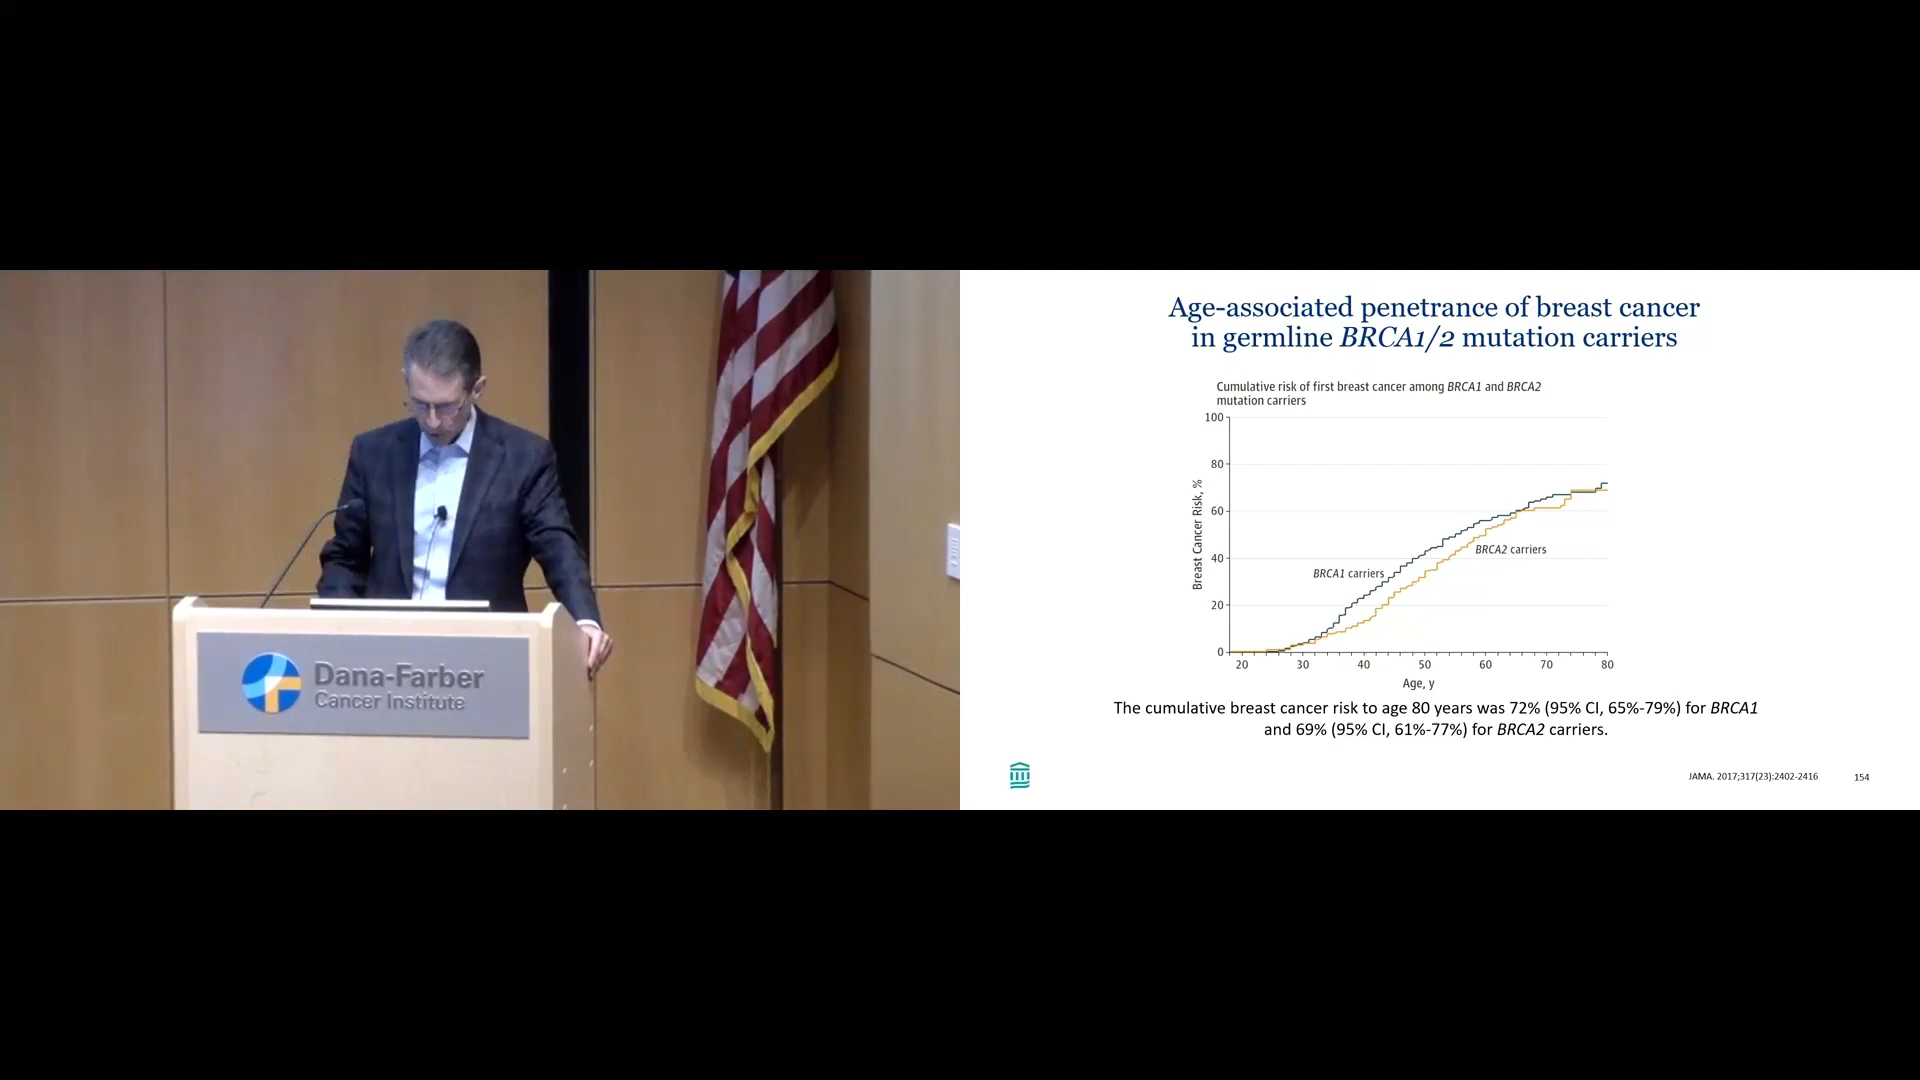 Dana-Farber
Cancer Institute
Age-associated penetrance of breast cancer
in germline BRCA1/2 mutation carriers
Cumulative risk of first breast cancer among BRCA1 and BRCA2
mutation carriers
100
80
60
40
20
0
Breast Cancer Risk, %
BRCA1 carriers
BRCA2 carriers
20 30 40 50 60 70 80
Age, y
The cumulative breast cancer risk to age 80 years was 72% (95% CI, 65%-79%) for BRCA1
and 69% (95% CI, 61%-77%) for BRCA2 carriers.
JAMA. 2017;317(23):2402-2416 154